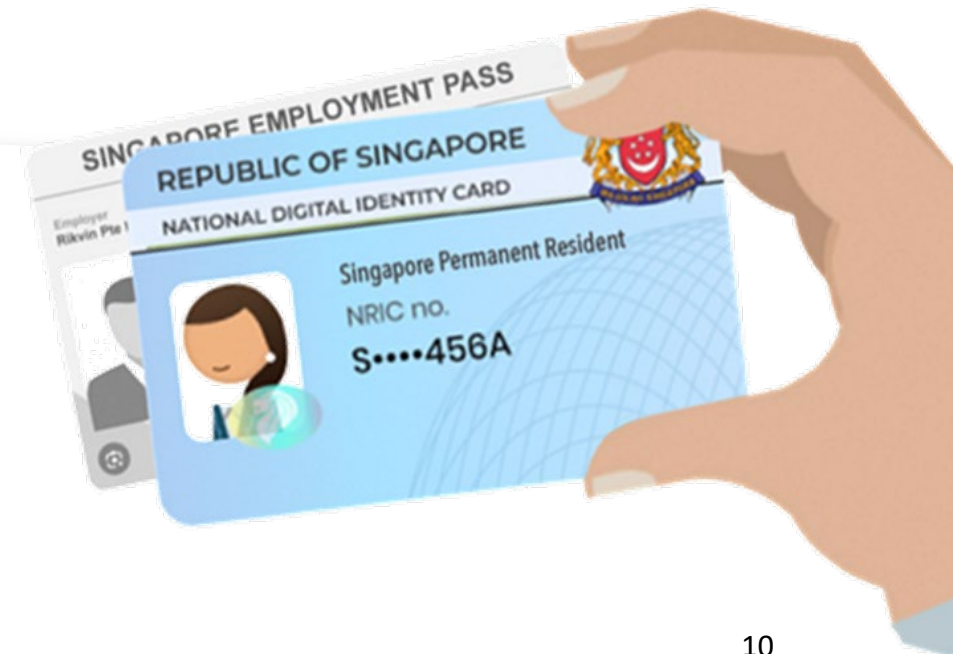 SINGAPORE EMPLOYMENT PASS
Employer
Rikvin Pte
REPUBLIC OF SINGAPORE
NATIONAL DIGITAL IDENTITY CARD
Singapore Permanent Resident
NRIC no.
S••••456A
10